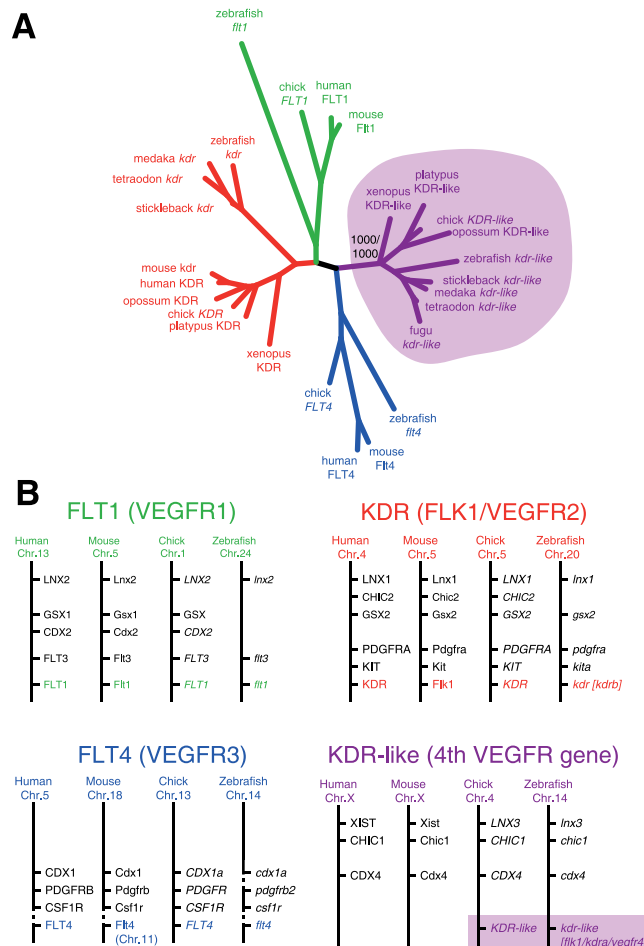 A
zebrafish
flt1
chick
FLT1
human
FLT1
mouse
Flt1
zebrafish
kdr
medaka kdr
tetraodon kdr
stickleback kdr
mouse kdr
human KDR
opossum KDR
chick KDR
platypus KDR
xenopus
KDR
platypus
KDR-like
xenopus
KDR-like
1000/
1000
chick KDR-like
opossum KDR-like
zebrafish kdr-like
stickleback kdr-like
medaka kdr-like
tetraodon kdr-like
fugu
kdr-like
chick
FLT4
zebrafish
flt4
human
FLT4
mouse
Flt4
B
FLT1 (VEGFR1)
Human Mouse Chick Zebrafish
Chr.13 Chr.5 Chr.1 Chr.24
LNX2 Lnx2 LNX2 lnx2
GSX1 Gsx1 GSX
CDX2 Cdx2 CDX2
FLT3 Flt3 FLT3 flt3
FLT1 Flt1 FLT1 flt1
KDR (FLK1/VEGFR2)
Human Mouse Chick Zebrafish
Chr.4 Chr.5 Chr.5 Chr.20
LNX1 Lnx1 LNX1 lnx1
CHIC2 Chic2 CHIC2
GSX2 Gsx2 GSX2 gsx2
PDGFRA Pdgfra PDGFRA pdgfra
KIT Kit KIT kita
KDR Flk1 KDR kdr [kdrb]
FLT4 (VEGFR3)
Human Mouse Chick Zebrafish
Chr.5 Chr.18 Chr.13 Chr.14
CDX1 Cdx1 CDX1a cdx1a
PDGFRB Pdgfrb PDGFR pdgfrb2
CSF1R Csf1r CSF1R csf1r
FLT4 Flt4 FLT4 flt4
(Chr.11)
KDR-like (4th VEGFR gene)
Human Mouse Chick Zebrafish
Chr.X Chr.X Chr.4 Chr.14
XIST Xist LNX3 lnx3
CHIC1 Chic1 CHIC1 chic1
CDX4 Cdx4 CDX4 cdx4
KDR-like kdr-like
[flk1/kdra/vegfr4